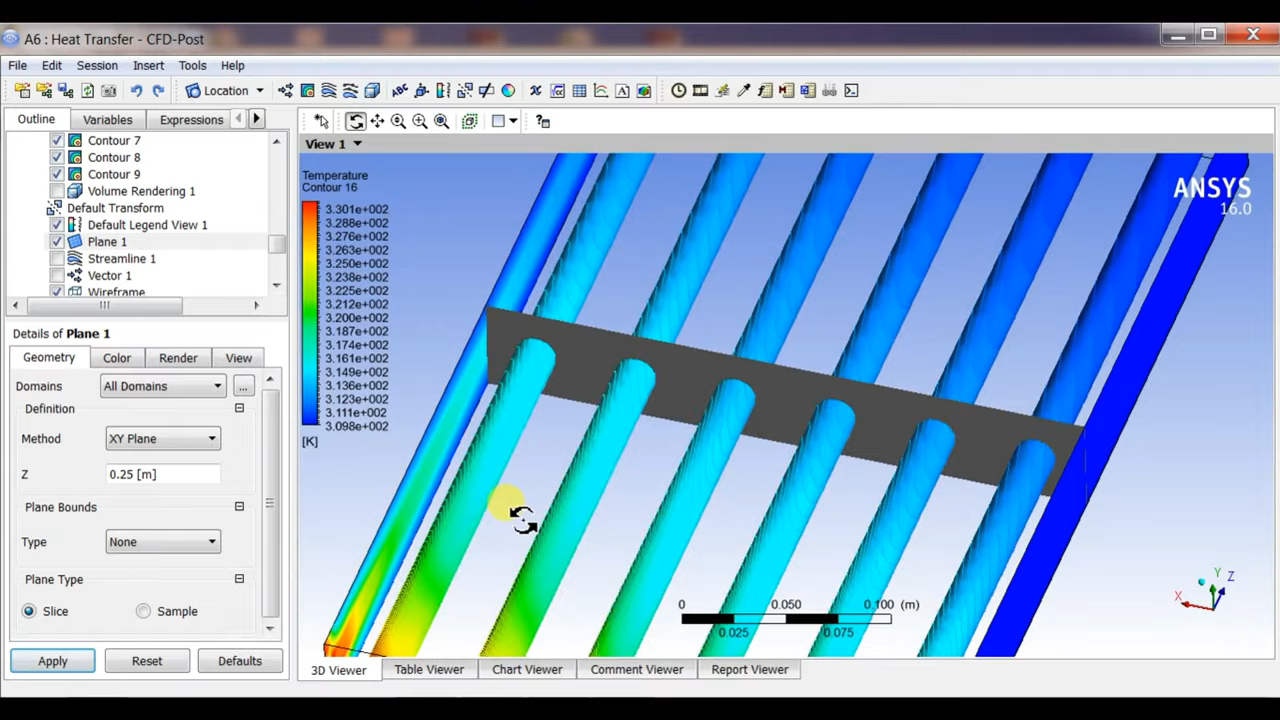 A6 : Heat Transfer - CFD-Post
File Edit Session Insert Tools Help
Location
Outline Variables Expressions
Contour 7
Contour 8
Contour 9
Volume Rendering 1
Default Transform
Default Legend View 1
Plane 1
Streamline 1
Vector 1
Wireframe
Details of Plane 1
Geometry Color Render View
Domains All Domains ...
Definition
Method XY Plane
Z 0.25 [m]
Plane Bounds
Type None
Plane Type
Slice Sample
Apply Reset Defaults
View 1
Temperature
Contour 16
3.301e+002
3.288e+002
3.276e+002
3.263e+002
3.250e+002
3.238e+002
3.225e+002
3.212e+002
3.200e+002
3.187e+002
3.174e+002
3.161e+002
3.149e+002
3.136e+002
3.123e+002
3.111e+002
3.098e+002
[K]
ANSYS
16.0
0 0.050 0.100 (m)
0.025 0.075
X Y Z
3D Viewer Table Viewer Chart Viewer Comment Viewer Report Viewer